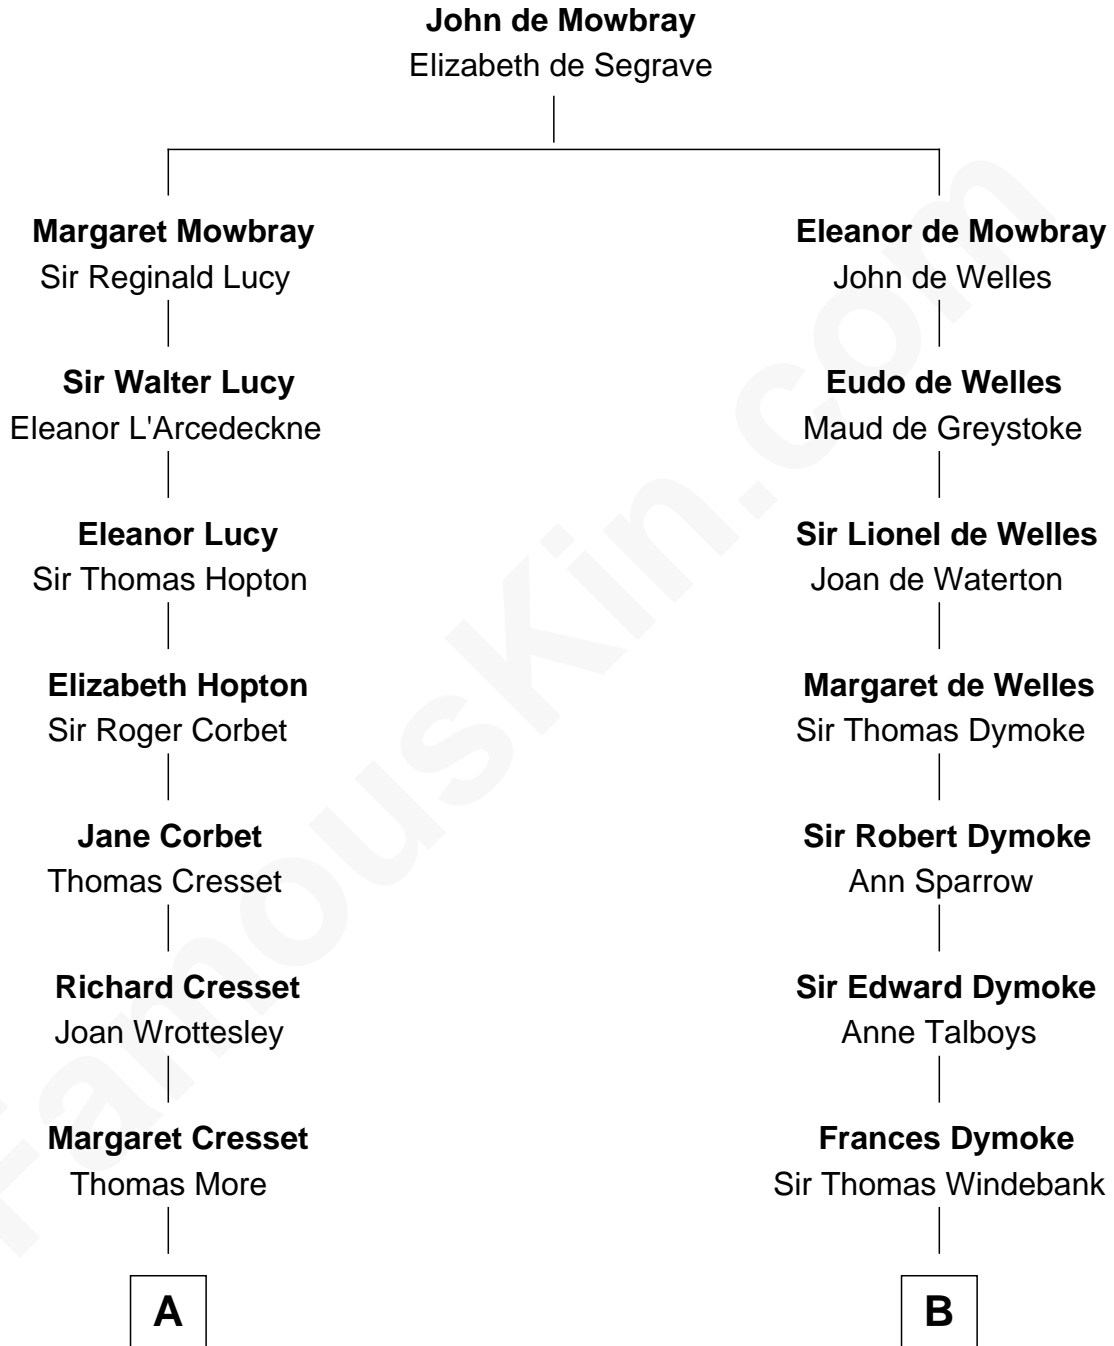 John de Mowbray
Elizabeth de Segrave
Margaret Mowbray
Sir Reginald Lucy
Eleanor de Mowbray
John de Welles
Sir Walter Lucy
Eleanor L'Arcedeckne
Eudo de Welles
Maud de Greystoke
Eleanor Lucy
Sir Thomas Hopton
Sir Lionel de Welles
Joan de Waterton
Elizabeth Hopton
Sir Roger Corbet
Margaret de Welles
Sir Thomas Dymoke
Jane Corbet
Thomas Cresset
Sir Robert Dymoke
Ann Sparrow
Richard Cresset
Joan Wrottesley
Sir Edward Dymoke
Anne Talboys
Margaret Cresset
Thomas More
Frances Dymoke
Sir Thomas Windebank
A
B
FamousKin.com